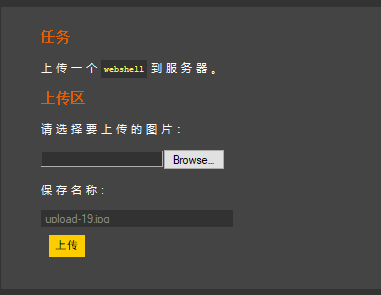 任务
上传一个 webshell 到服务器。
上传区
请选择要上传的图片：
Browse...
保存名称：
upload-19.jpg
上传